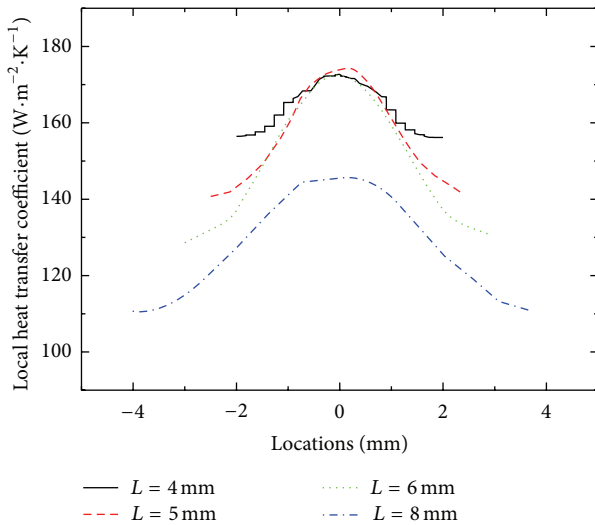 Local heat transfer coefficient (W·m⁻²·K⁻¹)
180
160
140
120
100
−4
−2
0
2
4
Locations (mm)
L = 4 mm
L = 6 mm
L = 5 mm
L = 8 mm